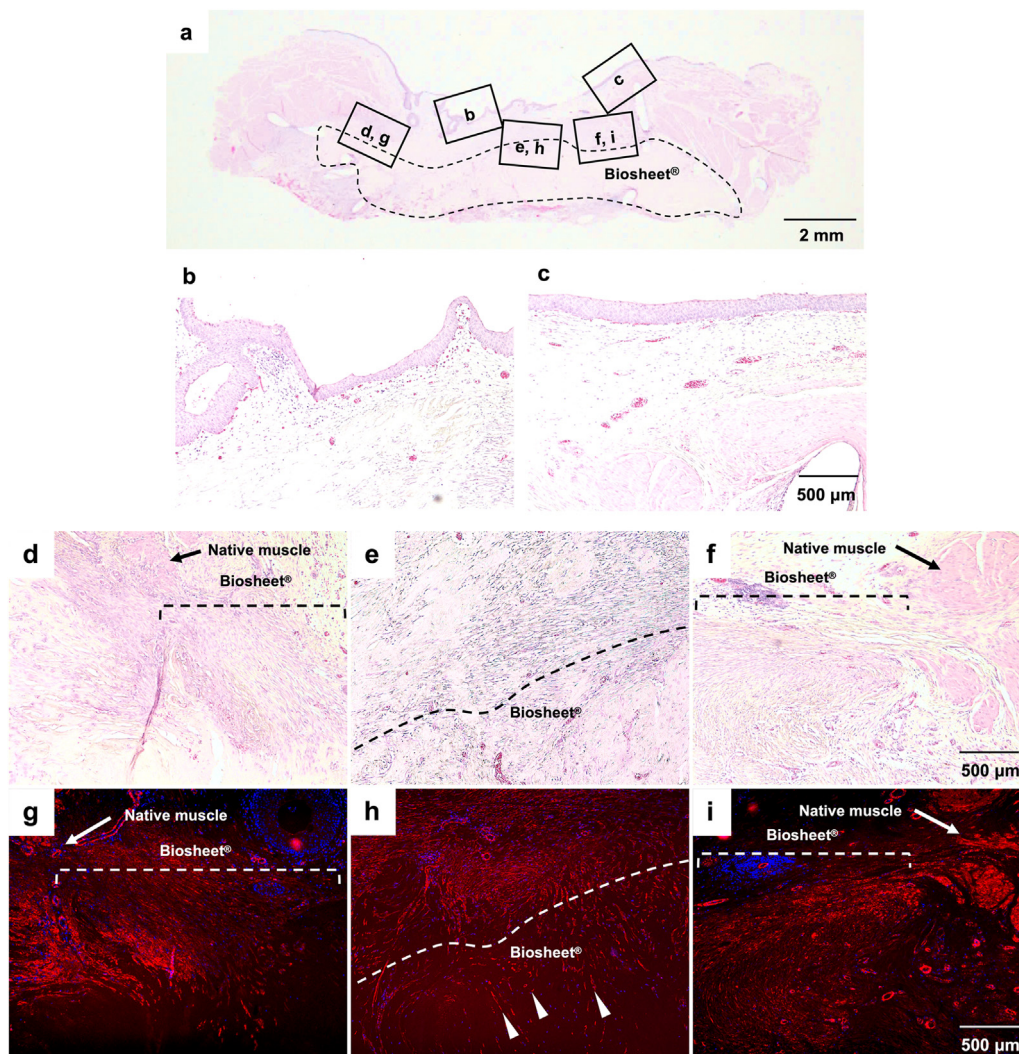 a
c
b
d, g
e, h
f, i
Biosheet®
2 mm
b
c
500 µm
d
Native muscle
Biosheet®
e
Biosheet®
f
Native muscle
Biosheet®
500 µm
g
Native muscle
Biosheet®
h
Biosheet®
i
Native muscle
Biosheet®
500 µm